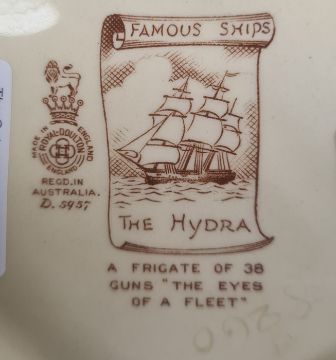 FAMOUS SHIPS
MADE IN ENGLAND
ROYAL·DOULTON
ENGLAND
REGD. IN
AUSTRALIA.
D. 5957
THE HYDRA
A FRIGATE OF 38
GUNS "THE EYES
OF A FLEET"